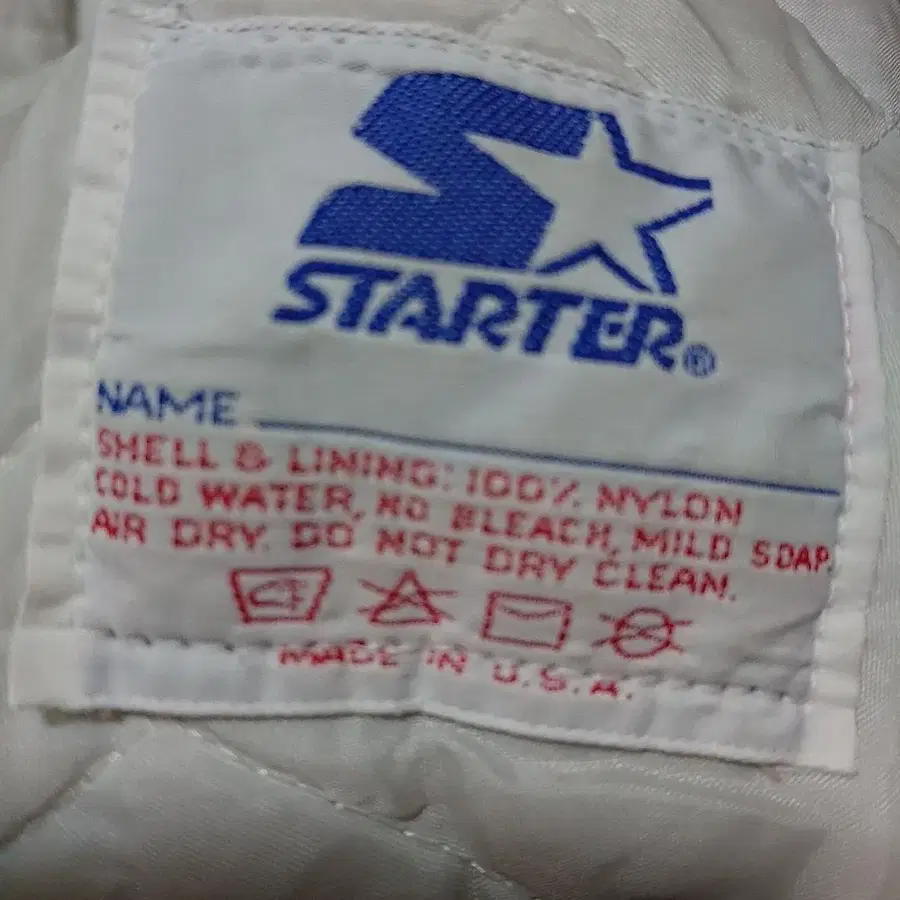 STARTER®
NAME
SHELL & LINING: 100% NYLON
COLD WATER, NO BLEACH, MILD SOAP.
AIR DRY. DO NOT DRY CLEAN.
MADE IN U.S.A.